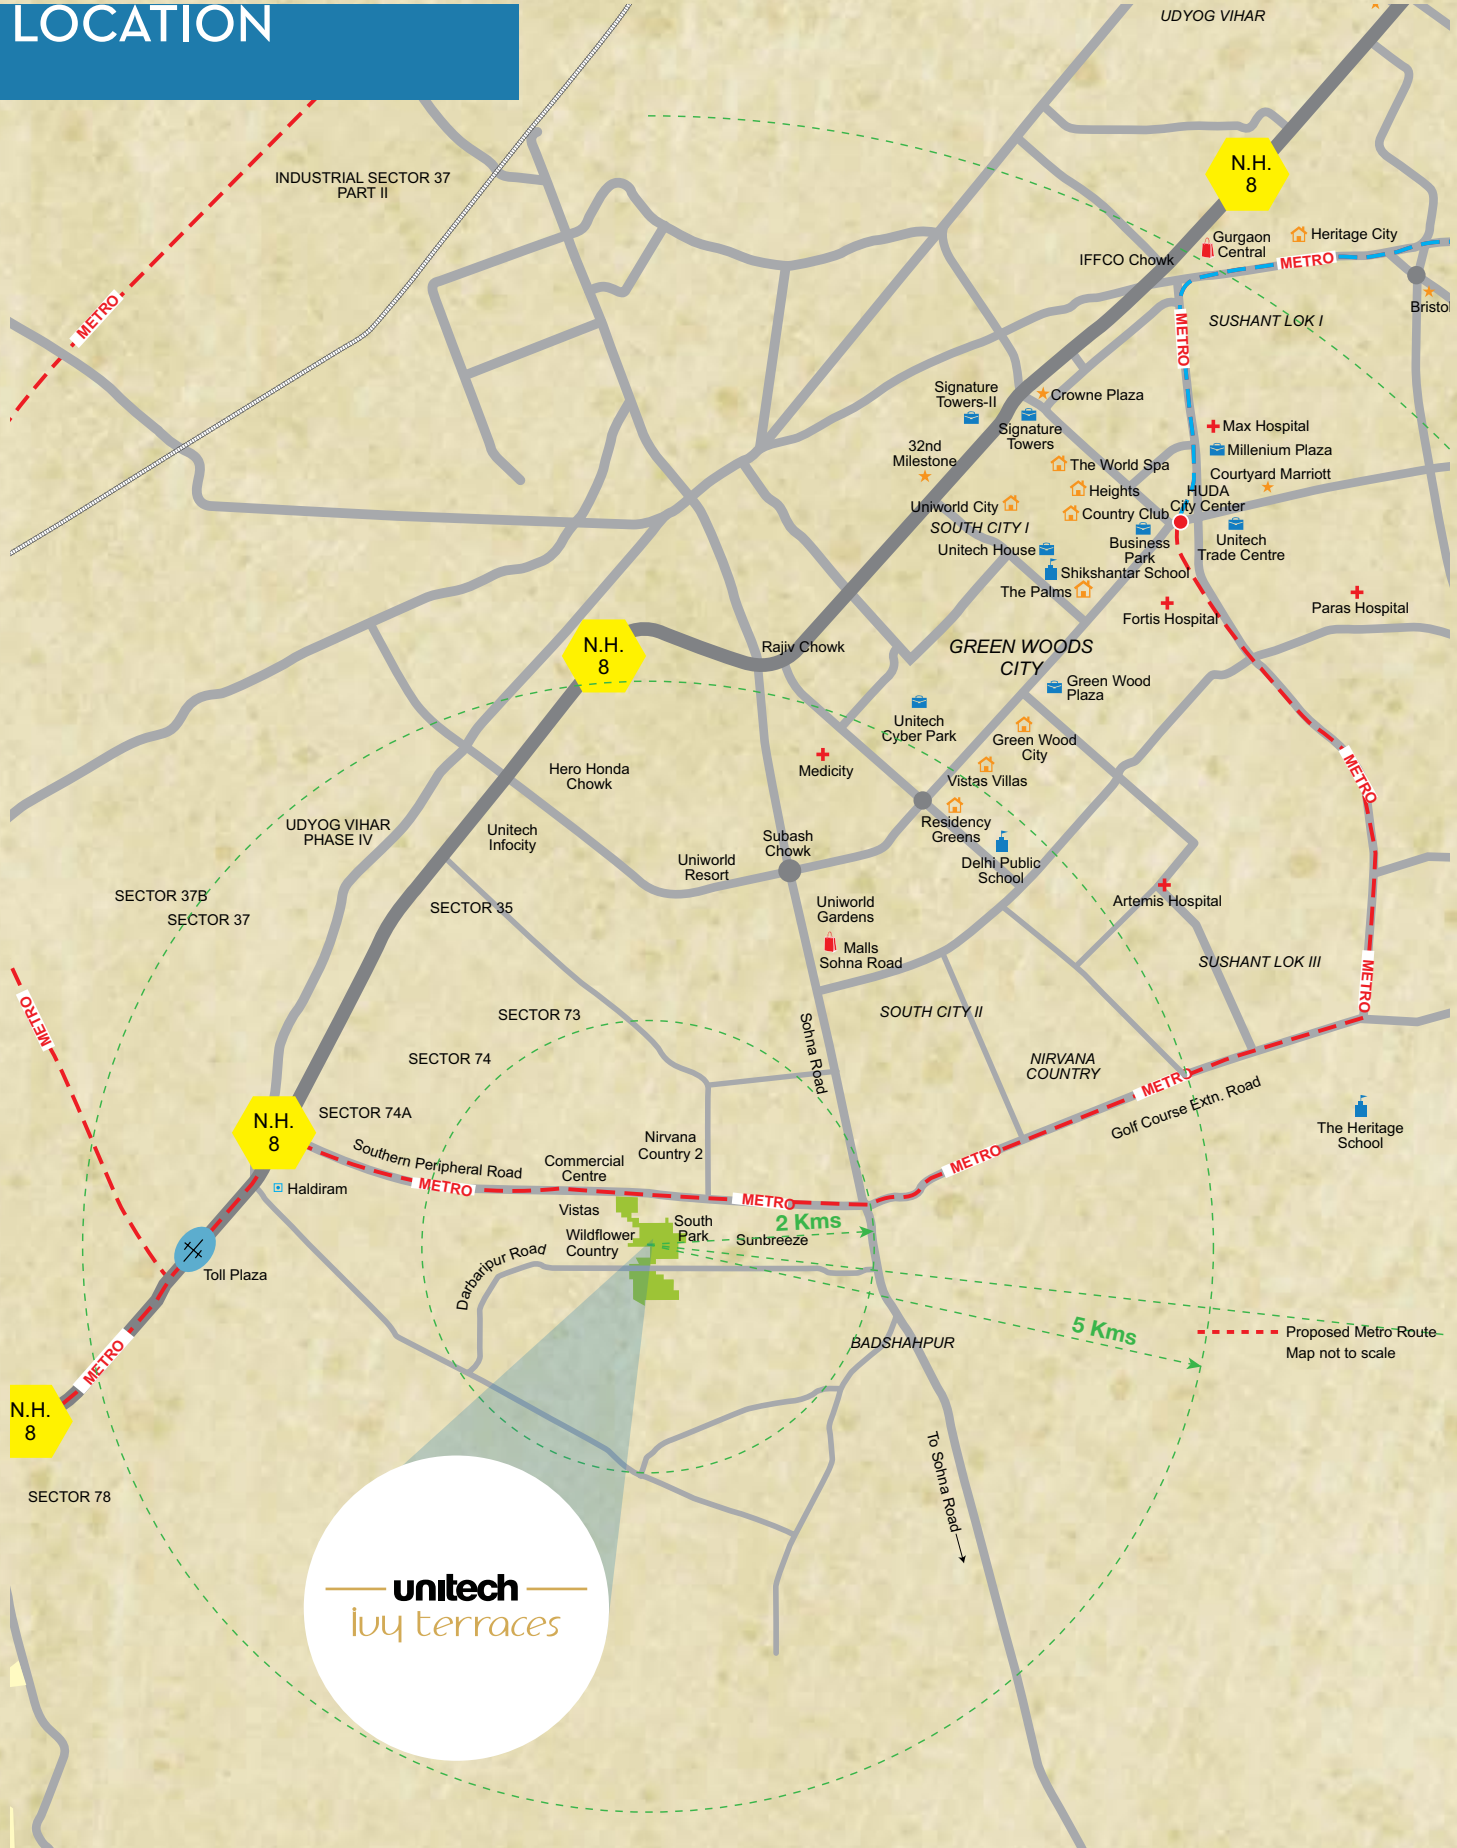 LOCATION
UDYOG VIHAR
INDUSTRIAL SECTOR 37
PART II
N.H.
8
Gurgaon
Central
Heritage City
IFFCO Chowk
METRO
METRO
Bristo
SUSHANT LOK I
METRO
Signature
Towers-II
Crowne Plaza
Signature
Towers
Max Hospital
32nd
Milestone
Millenium Plaza
The World Spa
Courtyard Marriott
Heights
HUDA
City Center
Uniworld City
Country Club
SOUTH CITY I
Business
Park
Unitech
Trade Centre
Unitech House
Shikshantar School
The Palms
Paras Hospital
Fortis Hospital
N.H.
8
Rajiv Chowk
GREEN WOODS
CITY
Green Wood
Plaza
Unitech
Cyber Park
Green Wood
City
Hero Honda
Chowk
Medicity
Vistas Villas
METRO
UDYOG VIHAR
PHASE IV
Unitech
Infocity
Residency
Greens
Subash
Chowk
Uniworld
Resort
Delhi Public
School
SECTOR 37B
SECTOR 37
SECTOR 35
Uniworld
Gardens
Artemis Hospital
Malls
Sohna Road
SUSHANT LOK III
METRO
METRO
SECTOR 73
SOUTH CITY II
Sohna Road
SECTOR 74
NIRVANA
COUNTRY
METRO
Golf Course Extn. Road
SECTOR 74A
N.H.
8
The Heritage
School
Southern Peripheral Road
Nirvana
Country 2
Commercial
Centre
METRO
METRO
METRO
Haldiram
Vistas
South
Park
2 Kms
Wildflower
Country
Sunbreeze
Darbaripur Road
Toll Plaza
5 Kms
Proposed Metro Route
BADSHAHPUR
Map not to scale
METRO
N.H.
8
To Sohna Road
SECTOR 78
unitech
ivy terraces